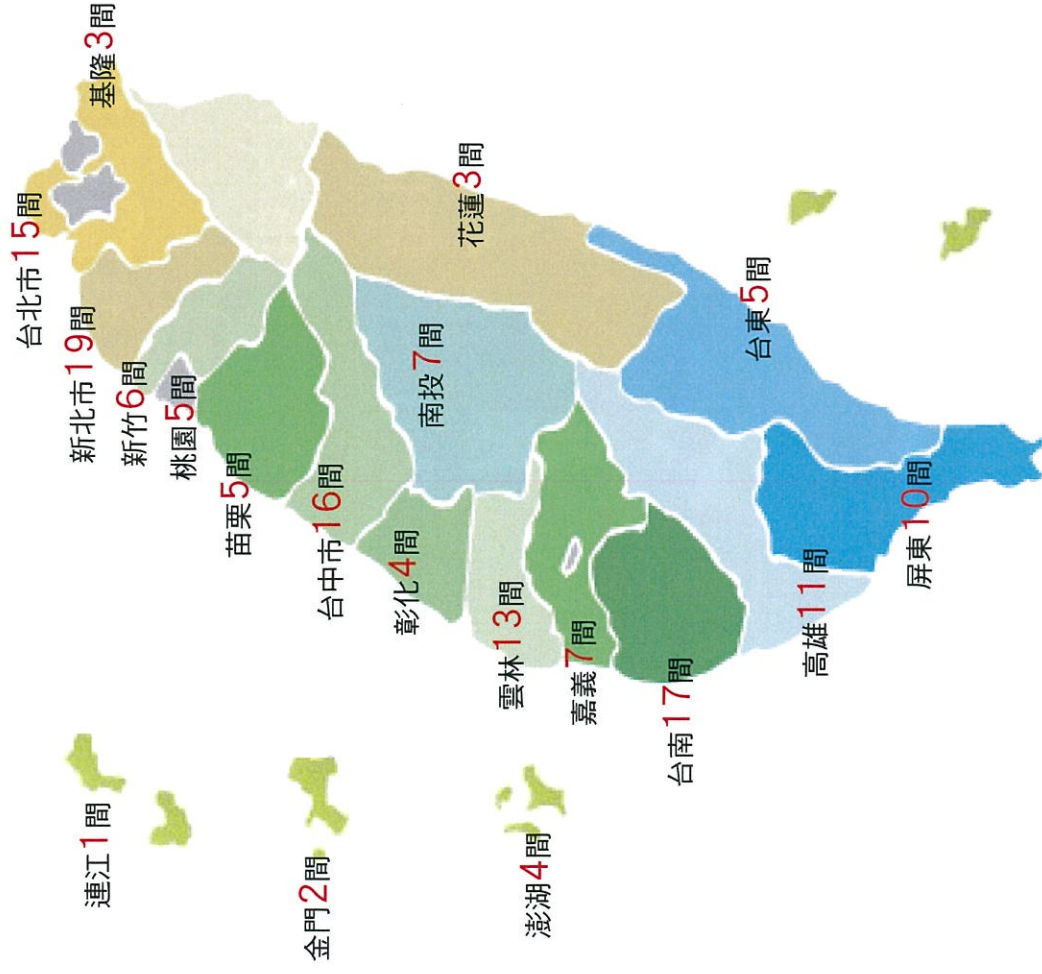 基隆3間
台北市15間
新北市19間
新竹6間
桃園5間
苗栗5間
台中市16間
彰化4間
南投7間
花蓮3間
雲林13間
嘉義7間
台南17間
高雄11間
屏東10間
台東5間
連江1間
金門2間
澎湖4間